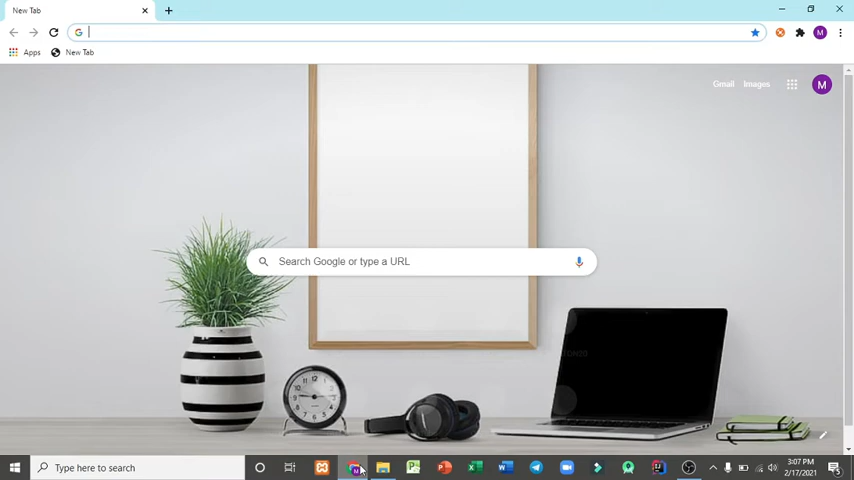 New Tab
Apps
New Tab
Gmail
Images
M
Search Google or type a URL
Type here to search
3:07 PM
2/17/2021